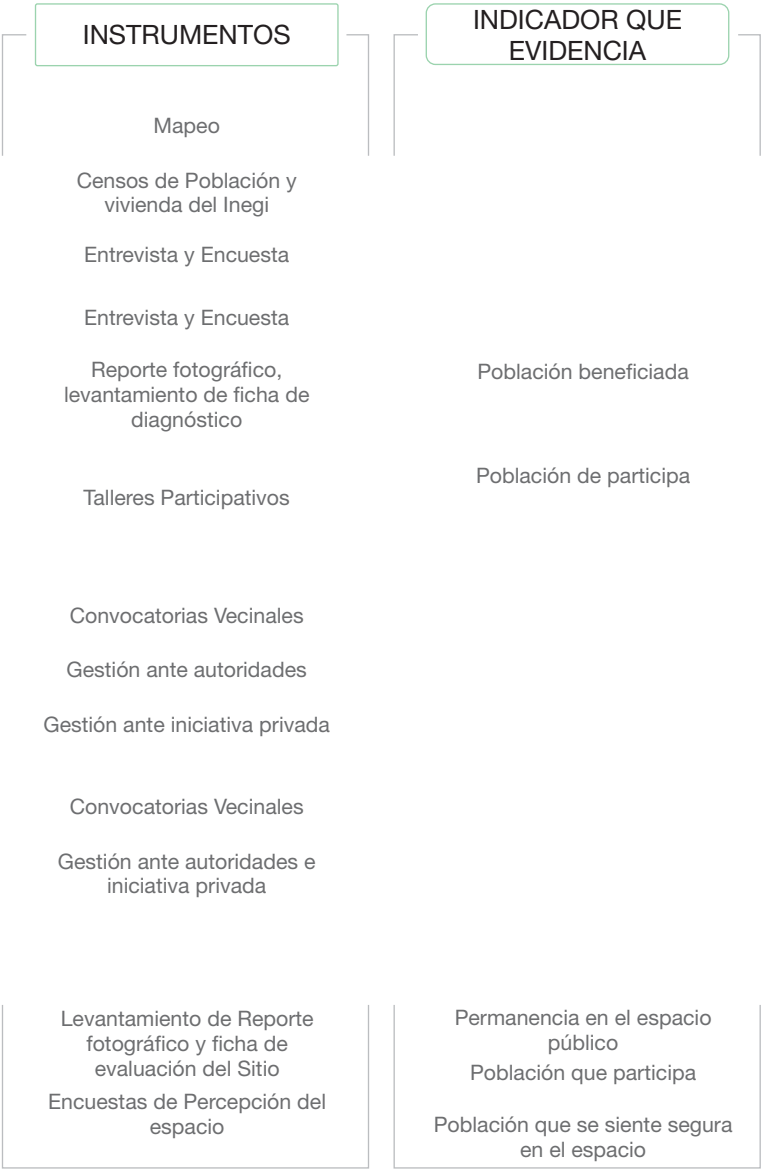 INSTRUMENTOS
Mapeo
Censos de Población y
vivienda del Inegi
Entrevista y Encuesta
Entrevista y Encuesta
Reporte fotográfico,
levantamiento de ficha de
diagnóstico
Talleres Participativos
Convocatorias Vecinales
Gestión ante autoridades
Gestión ante iniciativa privada
Convocatorias Vecinales
Gestión ante autoridades e
iniciativa privada
Levantamiento de Reporte
fotográfico y ficha de
evaluación del Sitio
Encuestas de Percepción del
espacio
INDICADOR QUE
EVIDENCIA
Población beneficiada
Población de participa
Permanencia en el espacio
público
Población que participa
Población que se siente segura
en el espacio